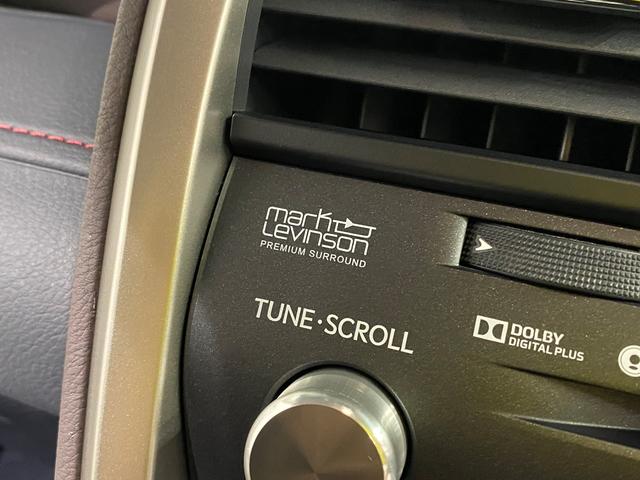 mark
Levinson
PREMIUM SURROUND
TUNE·SCROLL
DOLBY
DIGITAL PLUS